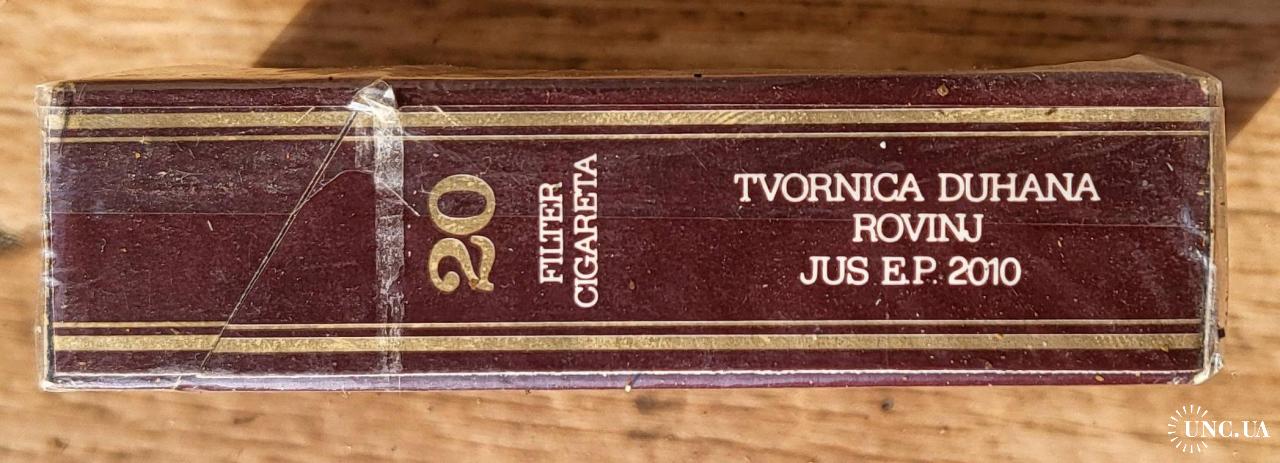 20
FILTER
CIGARETA
TVORNICA DUHANA
ROVINJ
JUS E.P. 2010
UNC.UA